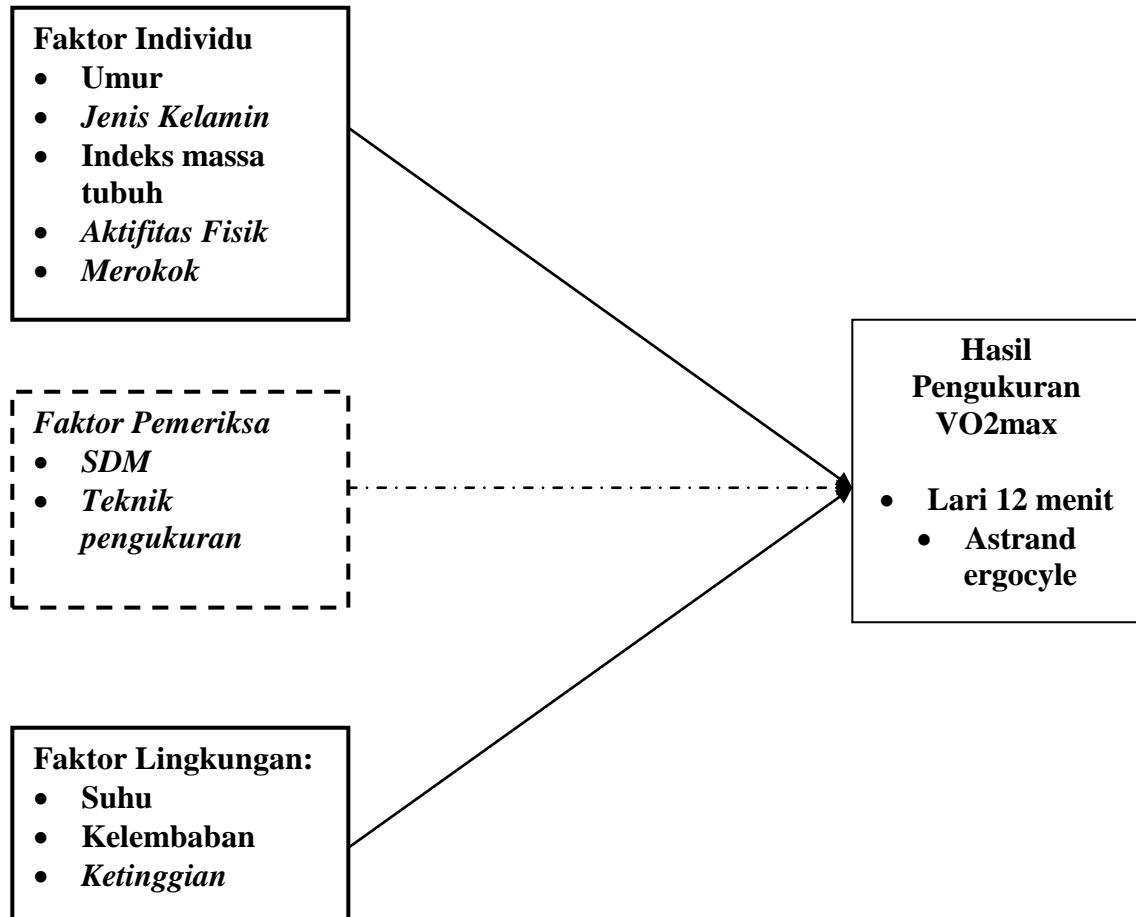 Faktor Individu
• Umur
• Jenis Kelamin
• Indeks massa
tubuh
• Aktifitas Fisik
• Merokok
Faktor Pemeriksa
• SDM
• Teknik
pengukuran
Faktor Lingkungan:
• Suhu
• Kelembaban
• Ketinggian
Hasil
Pengukuran
VO2max
• Lari 12 menit
• Astrand
ergocyle